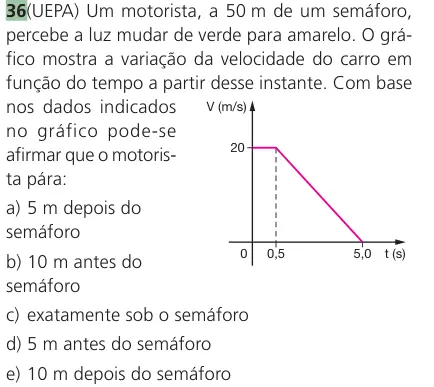 36(UEPA) Um motorista, a 50 m de um semáforo,
percebe a luz mudar de verde para amarelo. O grá-
fico mostra a variação da velocidade do carro em
função do tempo a partir desse instante. Com base
nos dados indicados
no gráfico pode-se
afirmar que o motoris-
ta pára:
a) 5 m depois do
semáforo
b) 10 m antes do
semáforo
c) exatamente sob o semáforo
d) 5 m antes do semáforo
e) 10 m depois do semáforo
V (m/s)
20
0 0,5 5,0 t (s)